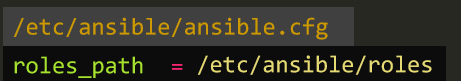 /etc/ansible/ansible.cfg
roles_path = /etc/ansible/roles